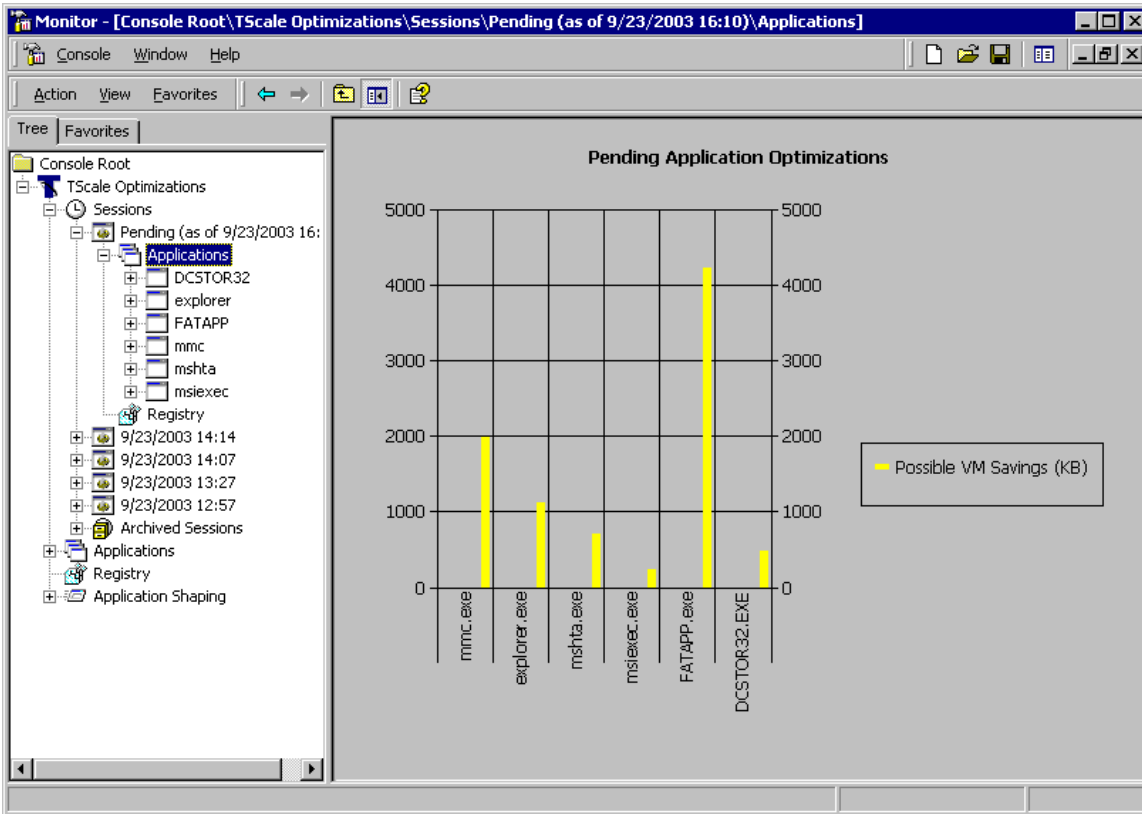 Monitor - [Console Root\TScale Optimizations\Sessions\Pending (as of 9/23/2003 16:10)\Applications]
Console Window Help
Action View Favorites
Tree Favorites
Console Root
TScale Optimizations
Sessions
Pending (as of 9/23/2003 16:
Applications
DCSTOR32
explorer
FATAPP
mmc
mshta
msiexec
Registry
9/23/2003 14:14
9/23/2003 14:07
9/23/2003 13:27
9/23/2003 12:57
Archived Sessions
Applications
Registry
Application Shaping
Pending Application Optimizations
5000 5000
4000 4000
3000 3000
2000 2000
1000 1000
0 0
mmc.exe
explorer.exe
mshta.exe
msiexec.exe
FATAPP.exe
DCSTOR32.EXE
Possible VM Savings (KB)